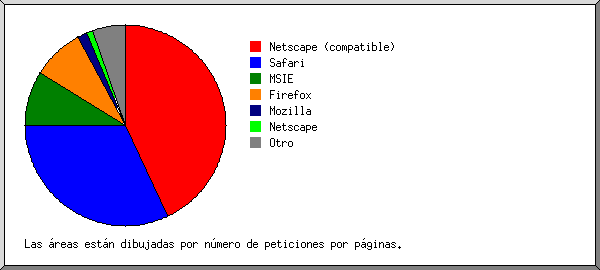 Netscape (compatible)
Safari
MSIE
Firefox
Mozilla
Netscape
Otro
Las áreas están dibujadas por número de peticiones por páginas.